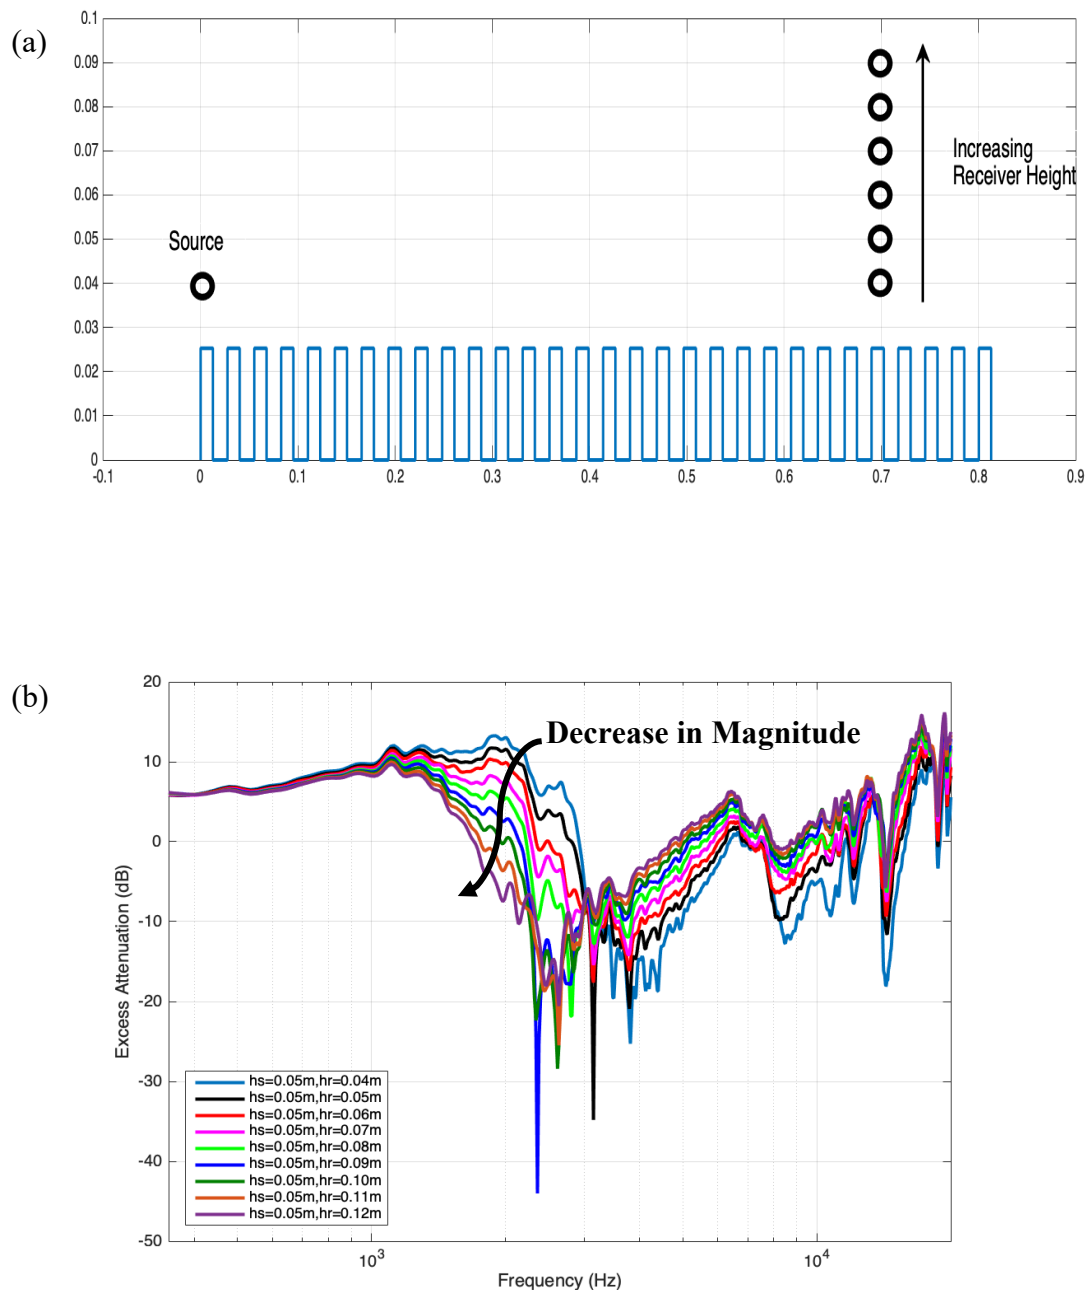 (a)
0.1
0.09
0.08
0.07
0.06
0.05
0.04
0.03
0.02
0.01
0
Increasing
Receiver Height
Source
-0.1 0 0.1 0.2 0.3 0.4 0.5 0.6 0.7 0.8 0.9
(b)
20
10
0
-10
-20
-30
-40
-50
Excess Attenuation (dB)
Decrease in Magnitude
hs=0.05m,hr=0.04m
hs=0.05m,hr=0.05m
hs=0.05m,hr=0.06m
hs=0.05m,hr=0.07m
hs=0.05m,hr=0.08m
hs=0.05m,hr=0.09m
hs=0.05m,hr=0.10m
hs=0.05m,hr=0.11m
hs=0.05m,hr=0.12m
10³ 10⁴
Frequency (Hz)